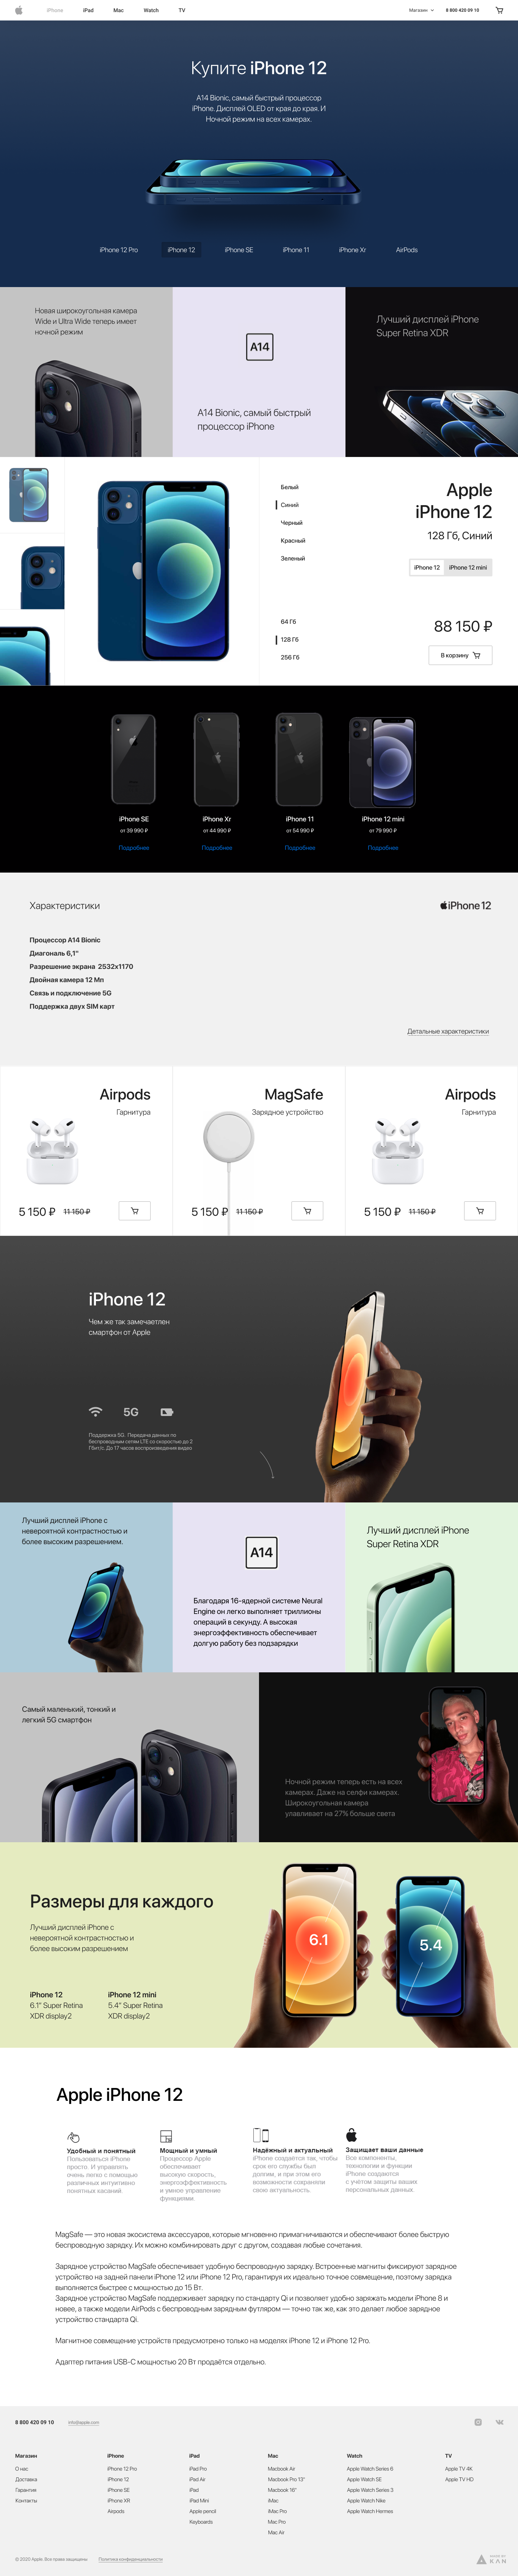 iPhone iPad Mac Watch TV Магазин 8 800 420 09 10
Купите iPhone 12
A14 Bionic, самый быстрый процессор
iPhone. Дисплей OLED от края до края. И
Ночной режим на всех камерах.
iPhone 12 Pro iPhone 12 iPhone SE iPhone 11 iPhone Xr AirPods
Новая широкоугольная камера
Wide и Ultra Wide теперь имеет
ночной режим
A14
A14 Bionic, самый быстрый
процессор iPhone
Лучший дисплей iPhone
Super Retina XDR
Белый
Синий
Черный
Красный
Зеленый
64 Гб
128 Гб
256 Гб
Apple
iPhone 12
128 Гб, Синий
iPhone 12 iPhone 12 mini
88 150 ₽
В корзину
iPhone SE
от 39 990 ₽
Подробнее
iPhone Xr
от 44 990 ₽
Подробнее
iPhone 11
от 54 990 ₽
Подробнее
iPhone 12 mini
от 79 990 ₽
Подробнее
Характеристики
iPhone 12
Процессор A14 Bionic
Диагональ 6,1"
Разрешение экрана 2532x1170
Двойная камера 12 Мп
Связь и подключение 5G
Поддержка двух SIM карт
Детальные характеристики
Airpods
Гарнитура
5 150 ₽ 11 150 ₽
MagSafe
Зарядное устройство
5 150 ₽ 11 150 ₽
Airpods
Гарнитура
5 150 ₽ 11 150 ₽
iPhone 12
Чем же так замечаетлен
смартфон от Apple
5G
Поддержка 5G. Передача данных по
беспроводным сетям LTE со скоростью до 2
Гбит/с. До 17 часов воспроизведения видео
Лучший дисплей iPhone с
невероятной контрастностью и
более высоким разрешением.
A14
Благодаря 16-ядерной системе Neural
Engine он легко выполняет триллионы
операций в секунду. А высокая
энергоэффективность обеспечивает
долгую работу без подзарядки
Лучший дисплей iPhone
Super Retina XDR
Самый маленький, тонкий и
легкий 5G смартфон
Ночной режим теперь есть на всех
камерах. Даже на селфи камерах.
Широкоугольная камера
улавливает на 27% больше света
Размеры для каждого
Лучший дисплей iPhone с
невероятной контрастностью и
более высоким разрешением
iPhone 12
6.1" Super Retina
XDR display2
iPhone 12 mini
5.4" Super Retina
XDR display2
6.1
5.4
Apple iPhone 12
Удобный и понятный
Пользоваться iPhone
просто. И управлять
очень легко с помощью
различных интуитивно
понятных касаний.
Мощный и умный
Процессор Apple
обеспечивает
высокую скорость,
энергоэффективность
и умное управление
функциями.
Надёжный и актуальный
iPhone создаётся так, чтобы
срок его службы был
долгим, и при этом его
возможности сохраняли
свою актуальность.
Защищает ваши данные
Все компоненты,
технологии и функции
iPhone создаются
с учётом защиты ваших
персональных данных.
MagSafe — это новая экосистема аксессуаров, которые мгновенно примагничиваются и обеспечивают более быструю
беспроводную зарядку. Их можно комбинировать друг с другом, создавая любые сочетания.
Зарядное устройство MagSafe обеспечивает удобную беспроводную зарядку. Встроенные магниты фиксируют зарядное
устройство на задней панели iPhone 12 или iPhone 12 Pro, гарантируя их идеально точное совмещение, поэтому зарядка
выполняется быстрее с мощностью до 15 Вт.
Зарядное устройство MagSafe поддерживает зарядку по стандарту Qi и позволяет удобно заряжать модели iPhone 8 и
новее, а также модели AirPods с беспроводным зарядным футляром — точно так же, как это делает любое зарядное
устройство стандарта Qi.
Магнитное совмещение устройств предусмотрено только на моделях iPhone 12 и iPhone 12 Pro.
Адаптер питания USB-C мощностью 20 Вт продаётся отдельно.
8 800 420 09 10 info@apple.com
Магазин
О нас
Доставка
Гарантия
Контакты
iPhone
iPhone 12 Pro
iPhone 12
iPhone SE
iPhone XR
Airpods
iPad
iPad Pro
iPad Air
iPad
iPad Mini
Apple pencil
Keyboards
Mac
Macbook Air
Macbook Pro 13"
Macbook 16"
iMac
iMac Pro
Mac Pro
Mac Air
Watch
Apple Watch Series 6
Apple Watch SE
Apple Watch Series 3
Apple Watch Nike
Apple Watch Hermes
TV
Apple TV 4K
Apple TV HD
© 2020 Apple. Все права защищены Политика конфиденциальности
MADE BY
KAN